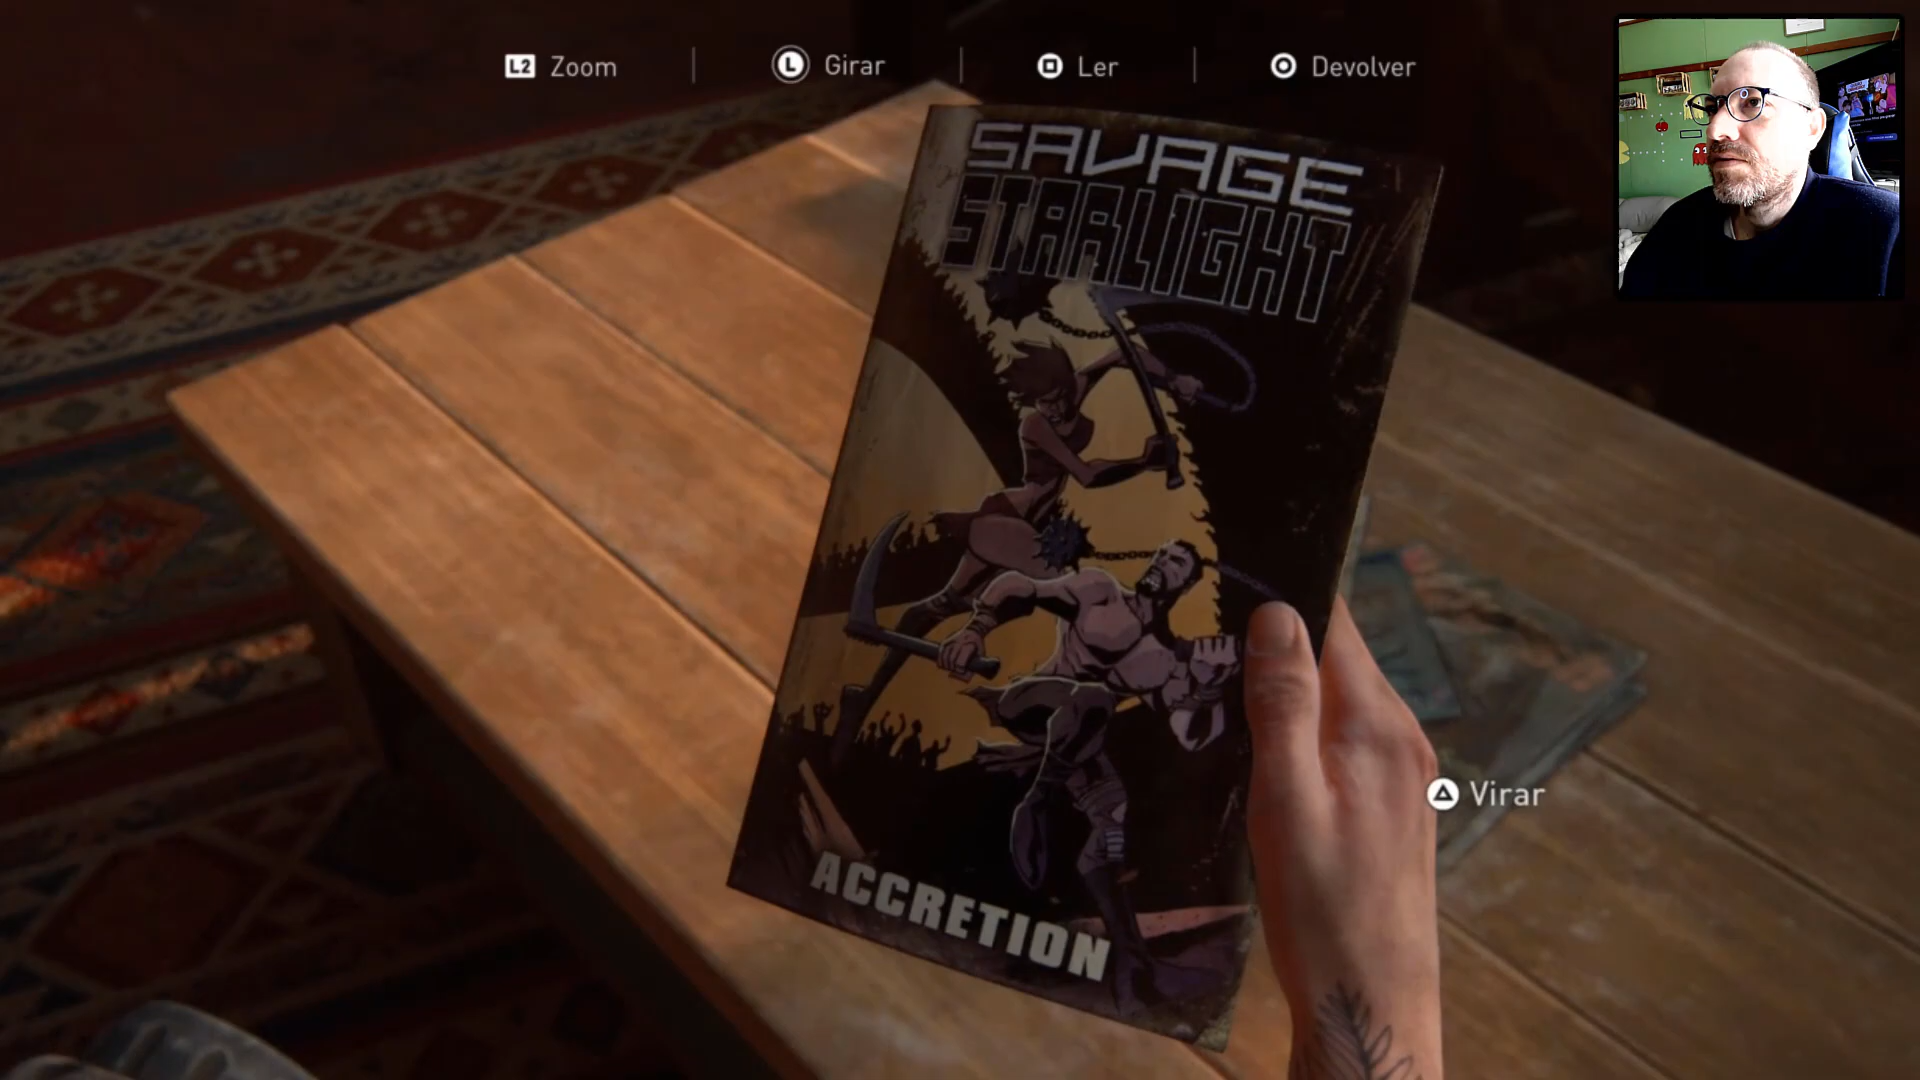 L2 Zoom
L Girar
Ler
Devolver
SAVAGE
STARLIGHT
ACCRETION
Virar